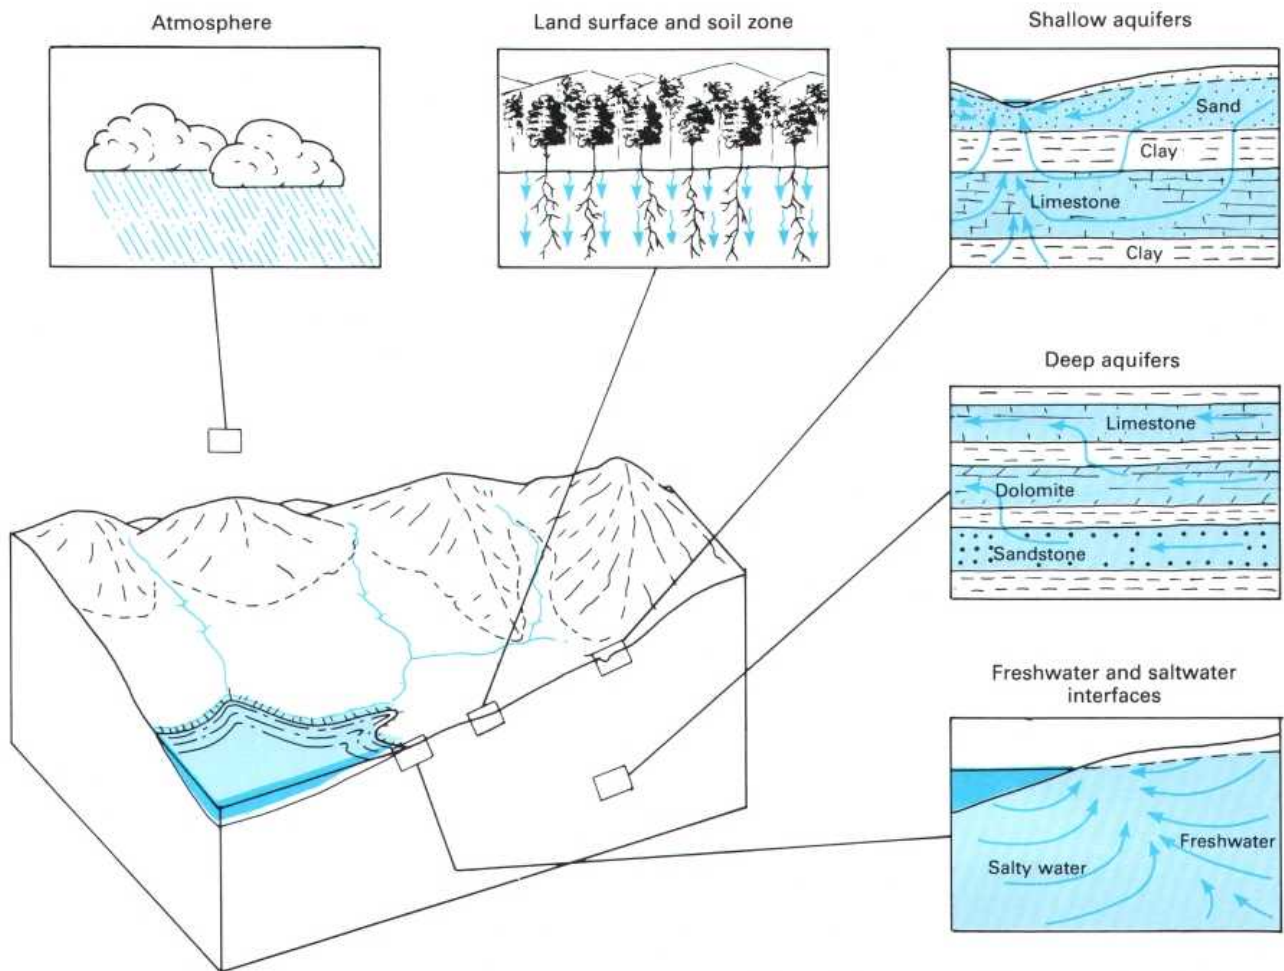 Atmosphere
Land surface and soil zone
Shallow aquifers
Sand
Clay
Limestone
Clay
Deep aquifers
Limestone
Dolomite
Sandstone
Freshwater and saltwater
interfaces
Freshwater
Salty water